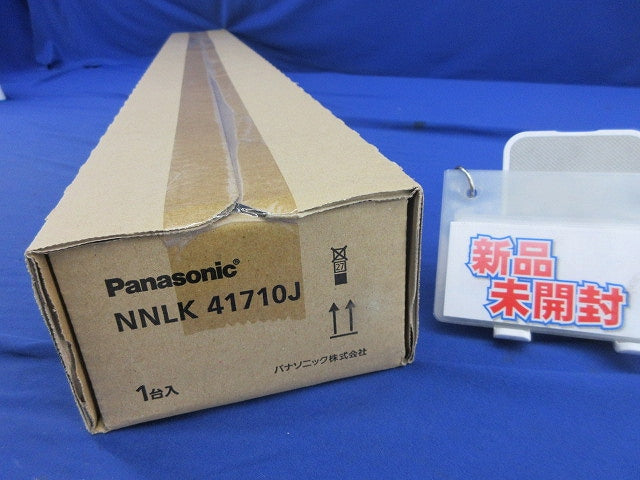 Panasonic®
NNLK 41710J
27
1台入
パナソニック株式会社
新品
未開封